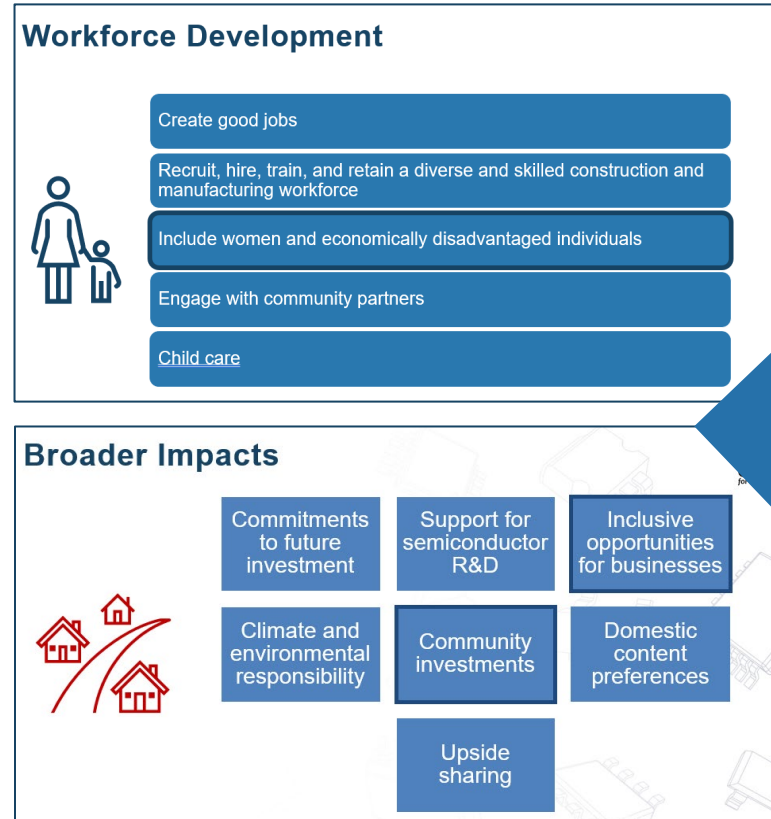 Workforce Development
Create good jobs
Recruit, hire, train, and retain a diverse and skilled construction and
manufacturing workforce
Include women and economically disadvantaged individuals
Engage with community partners
Child care
Broader Impacts
Commitments
to future
investment
Support for
semiconductor
R&D
Inclusive
opportunities
for businesses
Climate and
environmental
responsibility
Community
investments
Domestic
content
preferences
Upside
sharing